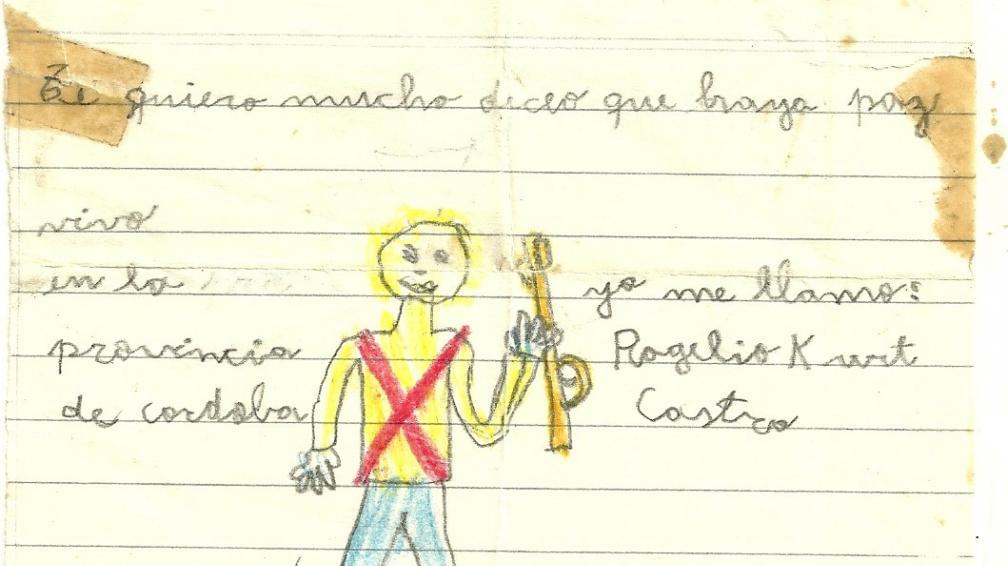 Te quiero mucho deceo que haya paz
vivo
en la
provincia
de cordoba
yo me llamo:
Rogelio Kurt
Castro